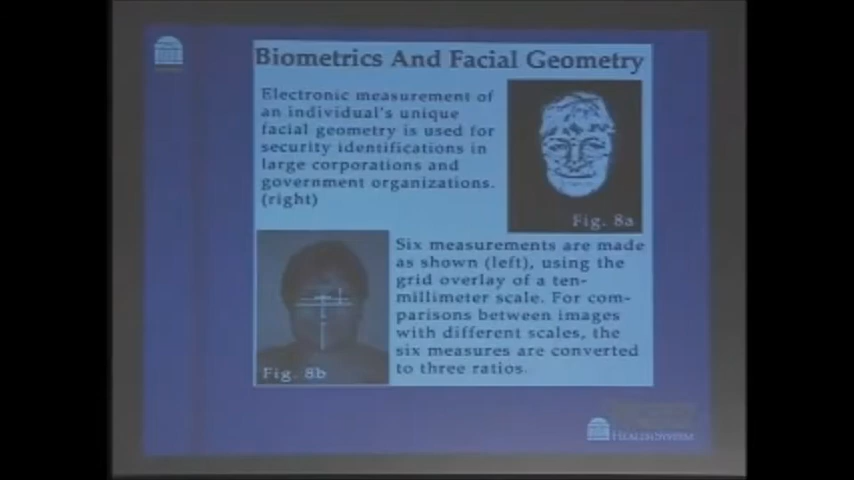 Biometrics And Facial Geometry
Electronic measurement of
an individual's unique
facial geometry is used for
security identifications in
large corporations and
government organizations.
(right)
Fig. 8a
Six measurements are made
as shown (left), using the
grid overlay of a ten-
millimeter scale. For com-
parisons between images
with different scales, the
six measures are converted
to three ratios.
Fig. 8b
HEALTH SYSTEM